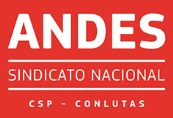 ANDES
SINDICATO NACIONAL
CSP - CONLUTAS